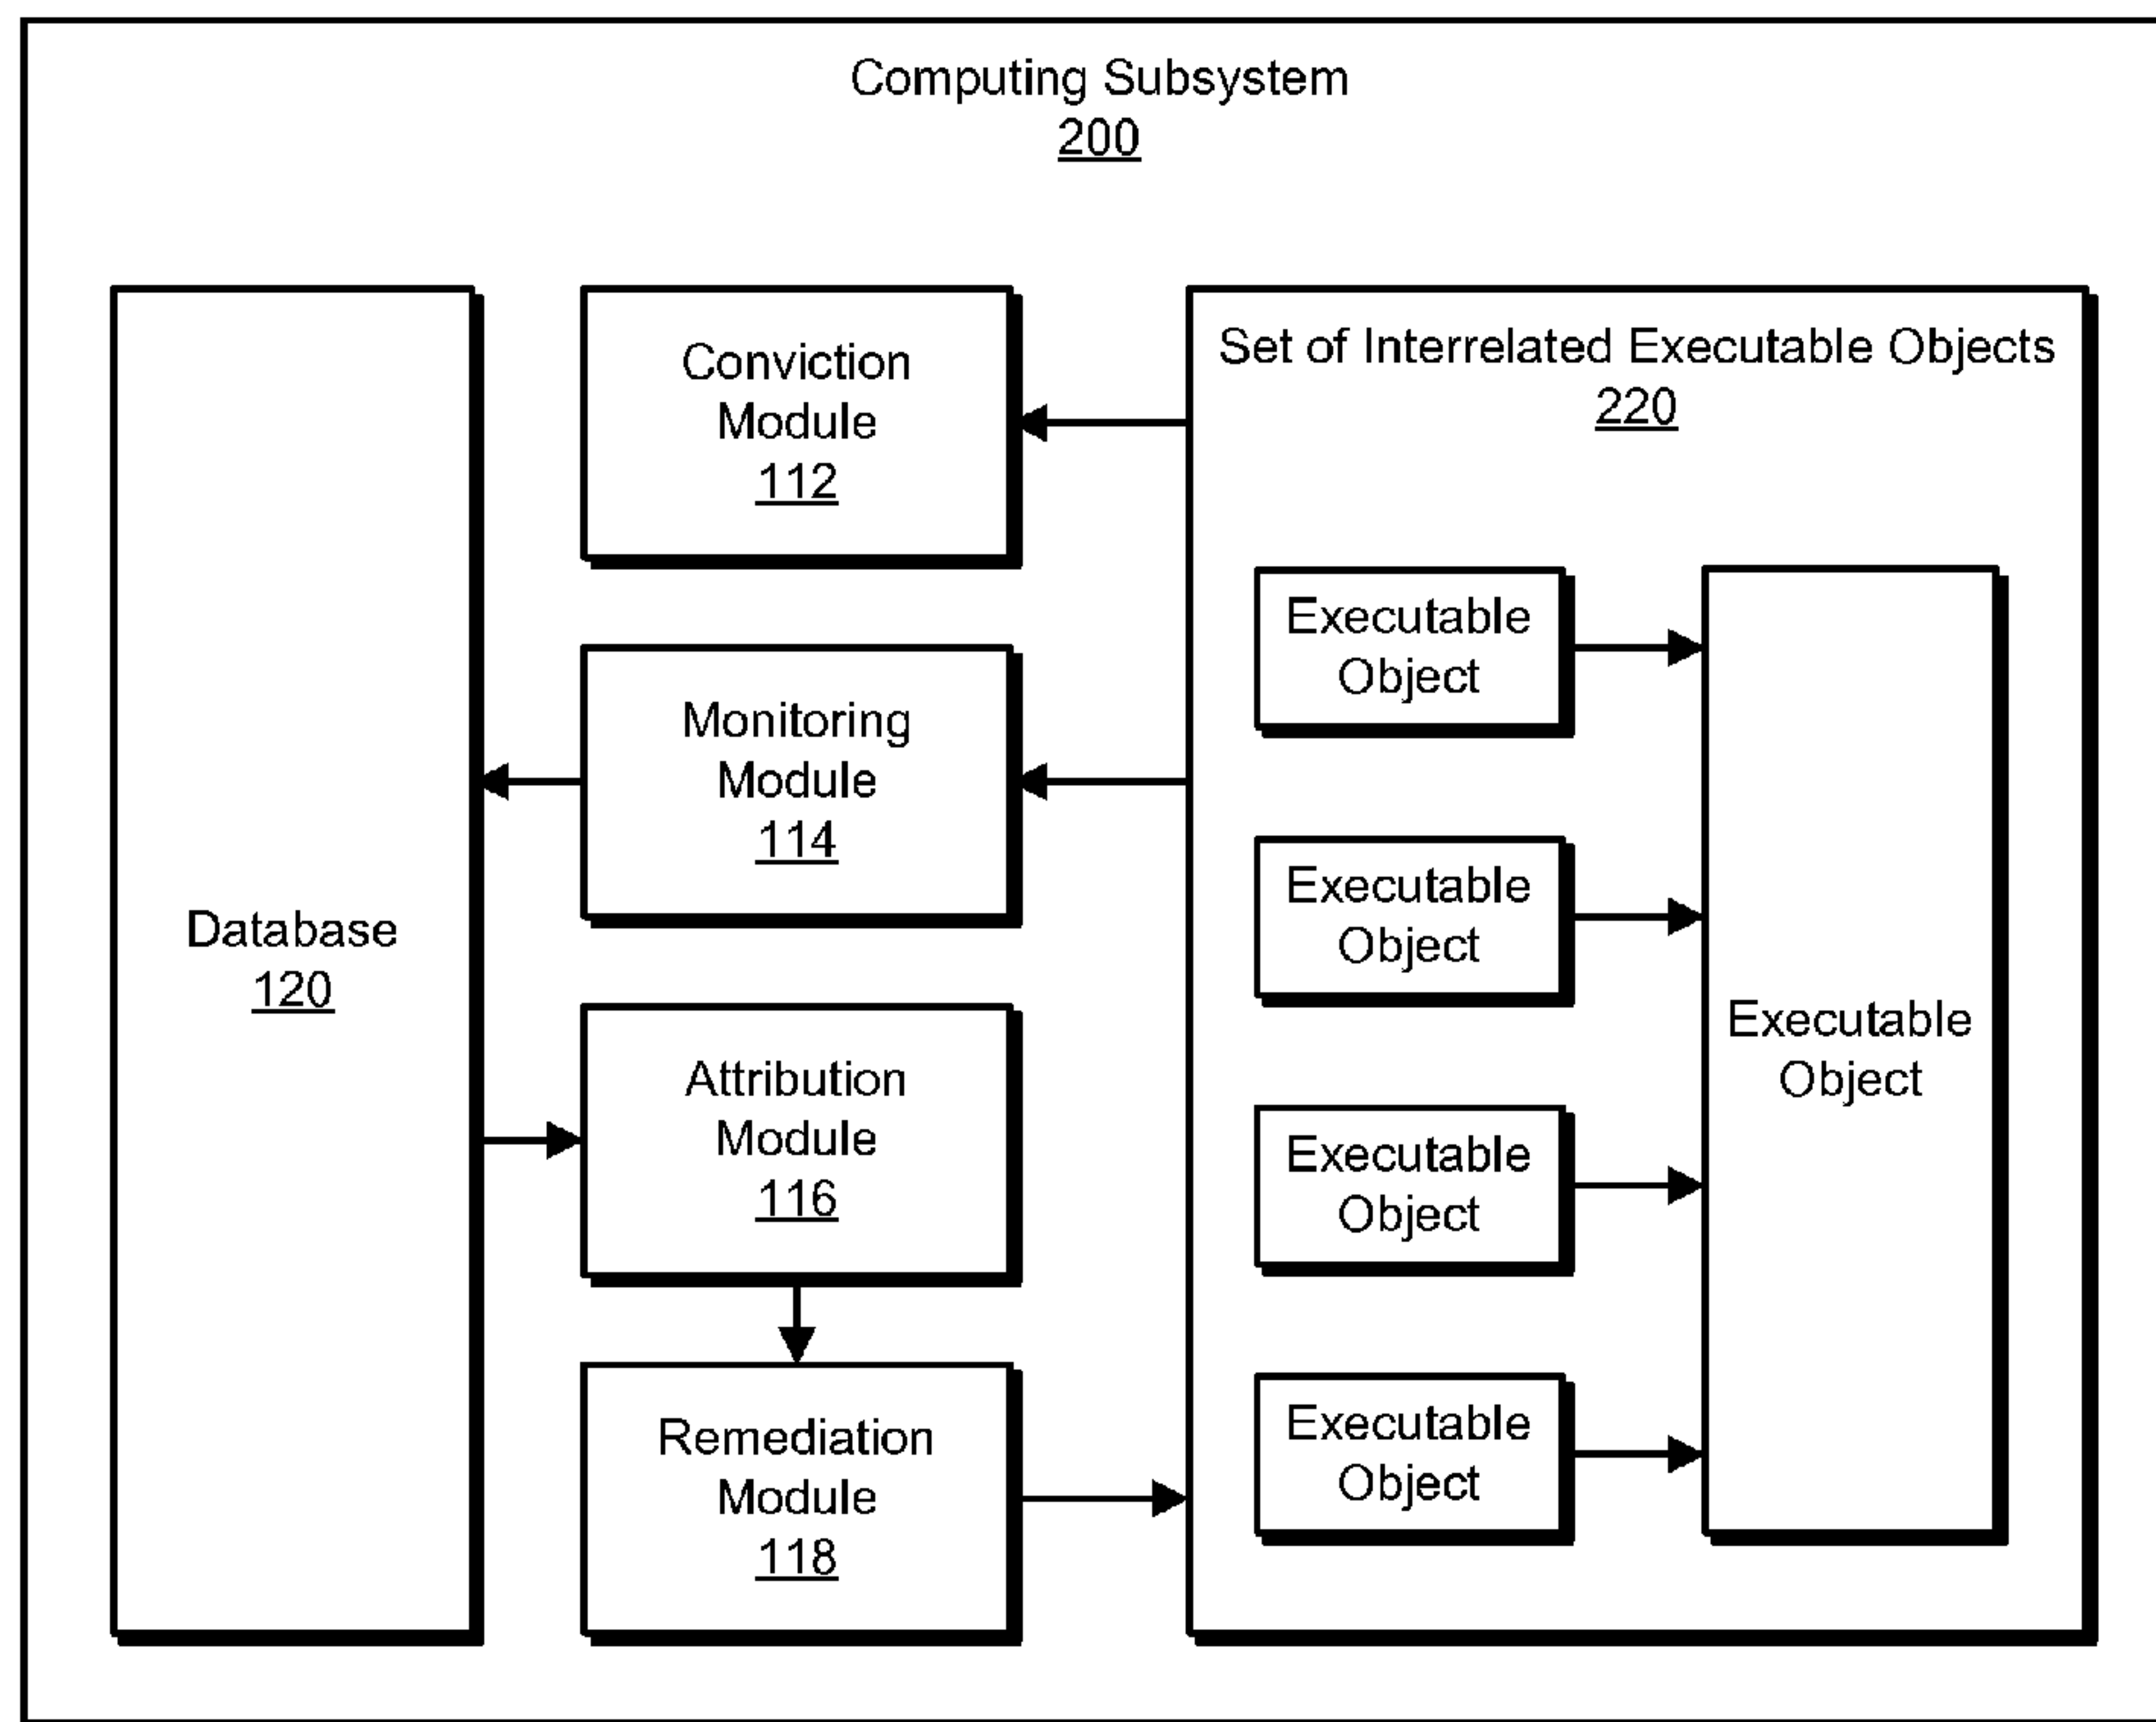 Computing Subsystem
200
Database
120
Conviction
Module
112
Monitoring
Module
114
Attribution
Module
116
Remediation
Module
118
Set of Interrelated Executable Objects
220
Executable
Object
Executable
Object
Executable
Object
Executable
Object
Executable
Object